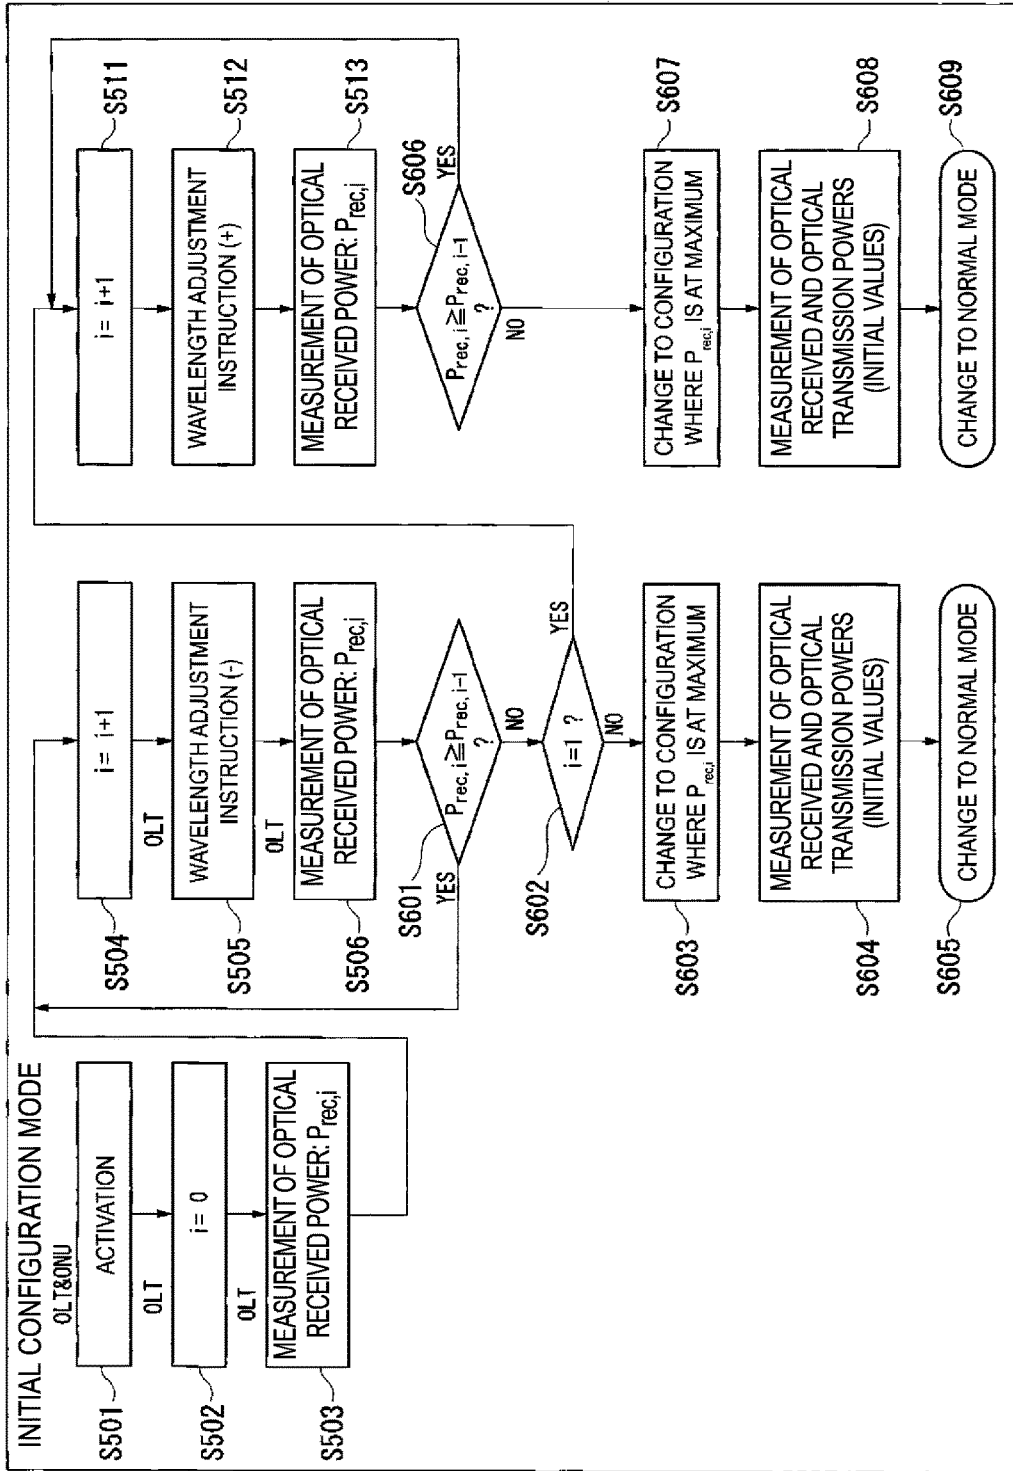 INITIAL CONFIGURATION MODE
OLT&ONU
S501
ACTIVATION
OLT
S502
i = 0
OLT
S503
MEASUREMENT OF OPTICAL
RECEIVED POWER: Prec,i
S504
i = i+1
OLT
S505
WAVELENGTH ADJUSTMENT
INSTRUCTION (-)
OLT
S506
MEASUREMENT OF OPTICAL
RECEIVED POWER: Prec,i
S601
Prec, i ≧ Prec, i-1
?
YES
NO
S602
i=1 ?
YES
NO
S603
CHANGE TO CONFIGURATION
WHERE Prec,i IS AT MAXIMUM
S604
MEASUREMENT OF OPTICAL
RECEIVED AND OPTICAL
TRANSMISSION POWERS
(INITIAL VALUES)
S605
CHANGE TO NORMAL MODE
S511
i = i+1
S512
WAVELENGTH ADJUSTMENT
INSTRUCTION (+)
S513
MEASUREMENT OF OPTICAL
RECEIVED POWER: Prec,i
S606
Prec, i ≧ Prec, i-1
?
YES
NO
S607
CHANGE TO CONFIGURATION
WHERE Prec,i IS AT MAXIMUM
S608
MEASUREMENT OF OPTICAL
RECEIVED AND OPTICAL
TRANSMISSION POWERS
(INITIAL VALUES)
S609
CHANGE TO NORMAL MODE